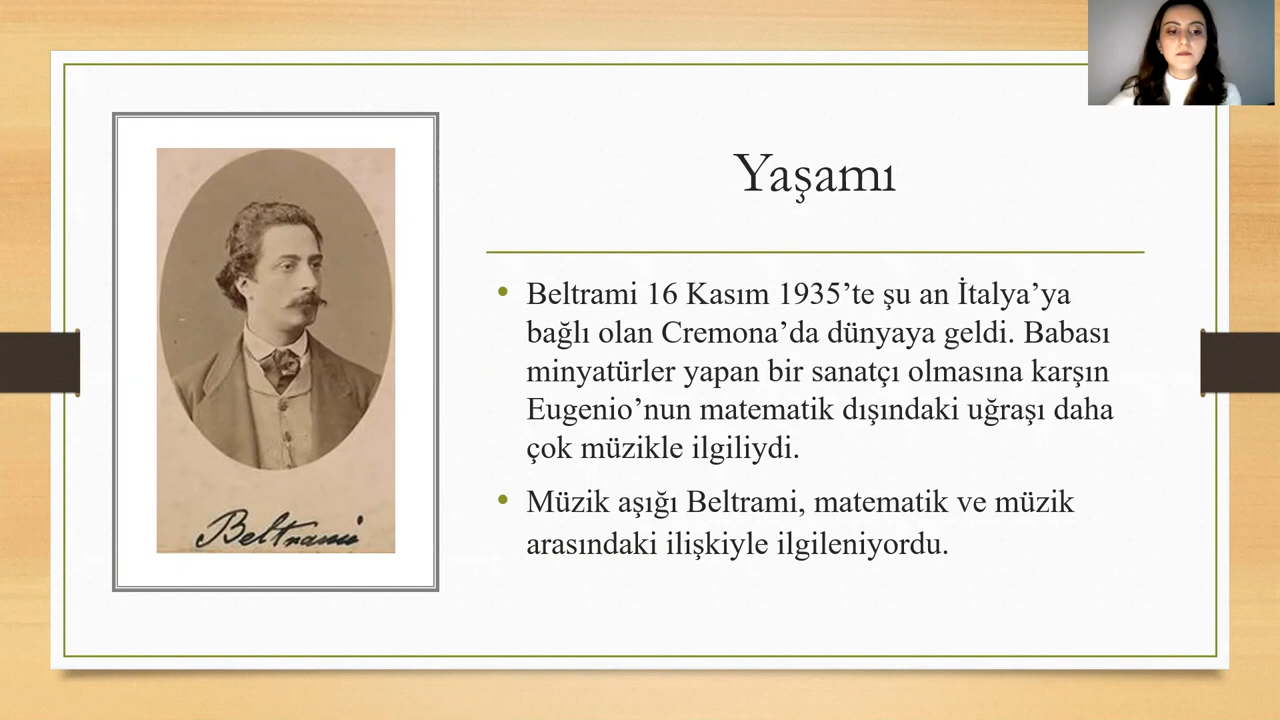 Yaşamı
Beltrami 16 Kasım 1935’te şu an İtalya’ya
bağlı olan Cremona’da dünyaya geldi. Babası
minyatürler yapan bir sanatçı olmasına karşın
Eugenio’nun matematik dışındaki uğraşı daha
çok müzikle ilgiliydi.
Müzik aşığı Beltrami, matematik ve müzik
arasındaki ilişkiyle ilgileniyordu.
Beltrami